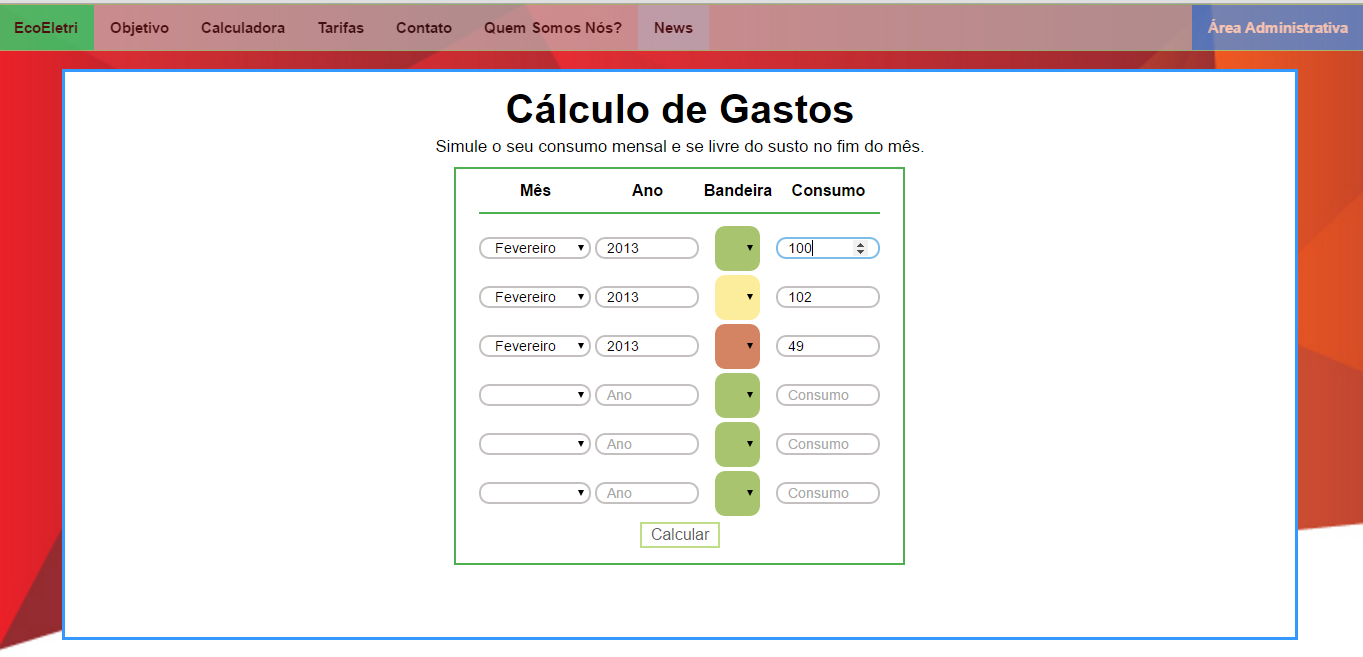 EcoEletri Objetivo Calculadora Tarifas Contato Quem Somos Nós? News Área Administrativa
Cálculo de Gastos
Simule o seu consumo mensal e se livre do susto no fim do mês.
Mês Ano Bandeira Consumo
Fevereiro 2013 100
Fevereiro 2013 102
Fevereiro 2013 49
Ano Consumo
Ano Consumo
Ano Consumo
Calcular